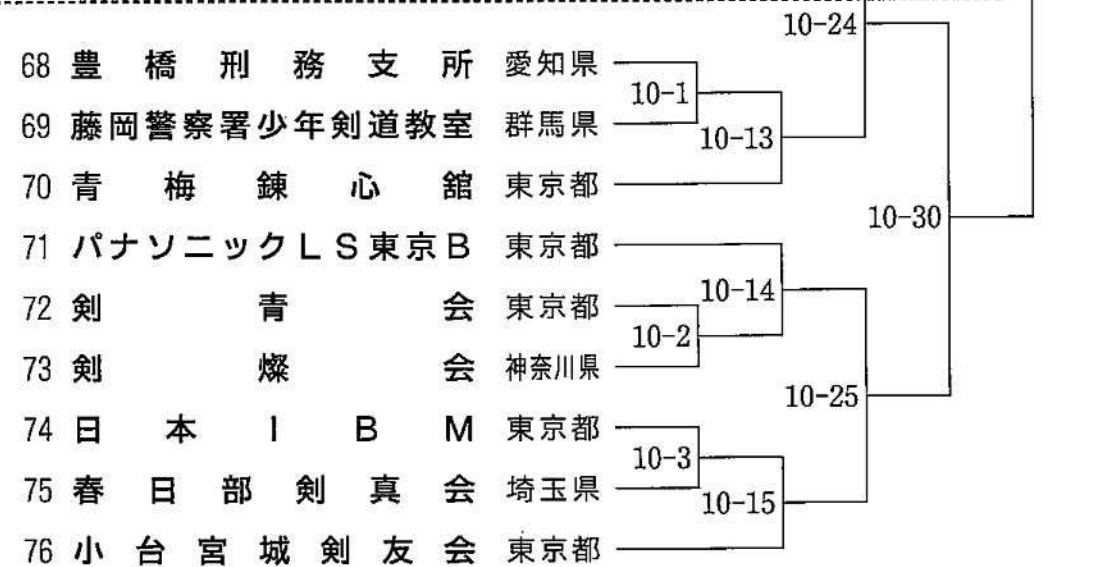 10-24
68 豊橋刑務支所 愛知県
10-1
69 藤岡警察署少年剣道教室 群馬県
10-13
70 青梅錬心舘 東京都
10-30
71 パナソニックLS東京B 東京都
10-14
72 剣青会 東京都
10-2
73 剣燦会 神奈川県
10-25
74 日本IBM 東京都
10-3
75 春日部剣真会 埼玉県
10-15
76 小台宮城剣友会 東京都